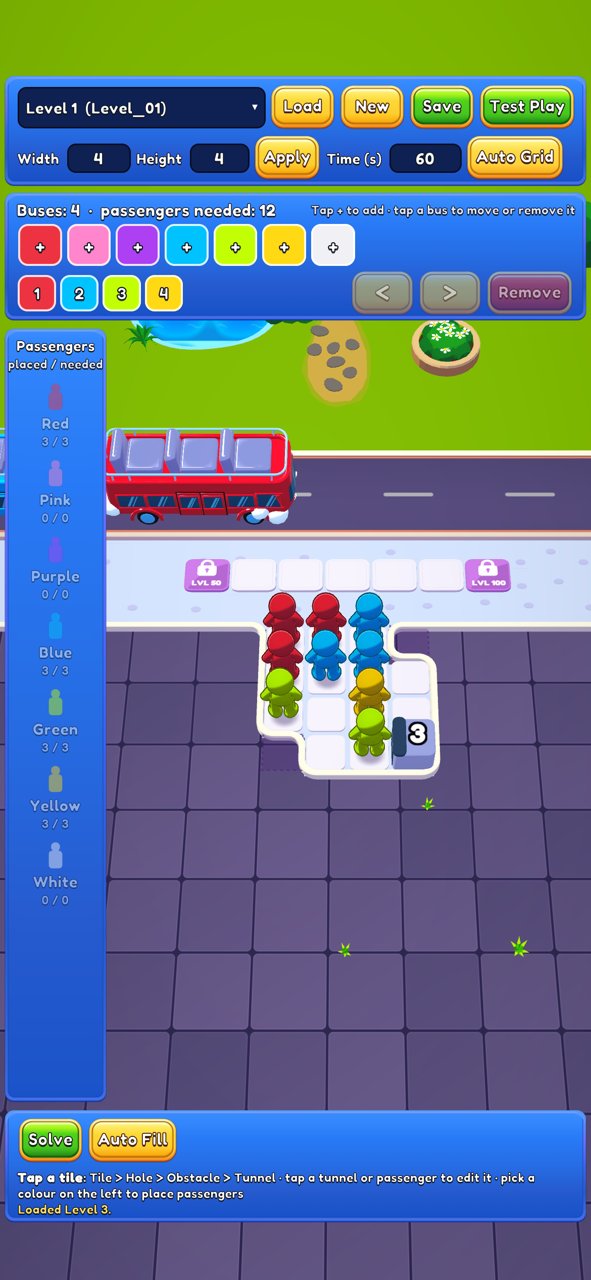 Level 1 (Level_01)
Load
New
Save
Test Play
Width
4
Height
4
Apply
Time (s)
60
Auto Grid
Buses: 4 · passengers needed: 12
Tap + to add · tap a bus to move or remove it
+ + + + + + +
1 2 3 4
< > Remove
Passengers
placed / needed
Red
3 / 3
Pink
0 / 0
Purple
0 / 0
Blue
3 / 3
Green
3 / 3
Yellow
3 / 3
White
0 / 0
LVL 50
LVL 100
3
Solve
Auto Fill
Tap a tile: Tile > Hole > Obstacle > Tunnel · tap a tunnel or passenger to edit it · pick a
colour on the left to place passengers
Loaded Level 3.